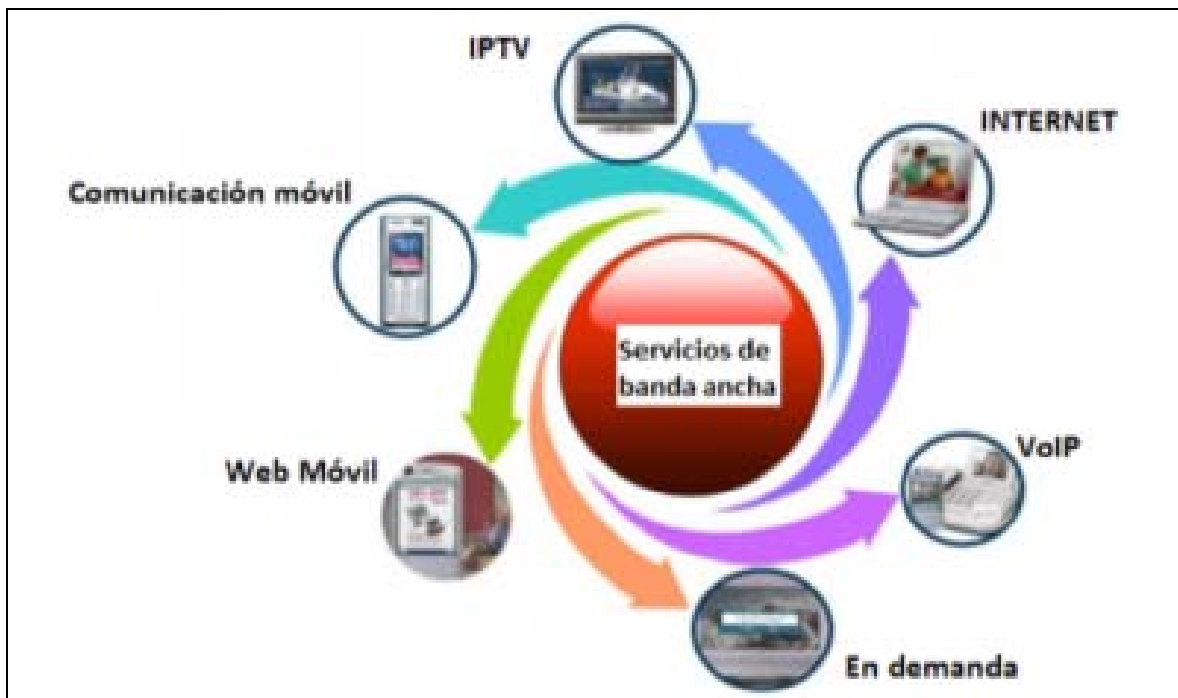 IPTV
INTERNET
Comunicación móvil
Servicios de
banda ancha
Web Móvil
VoIP
En demanda